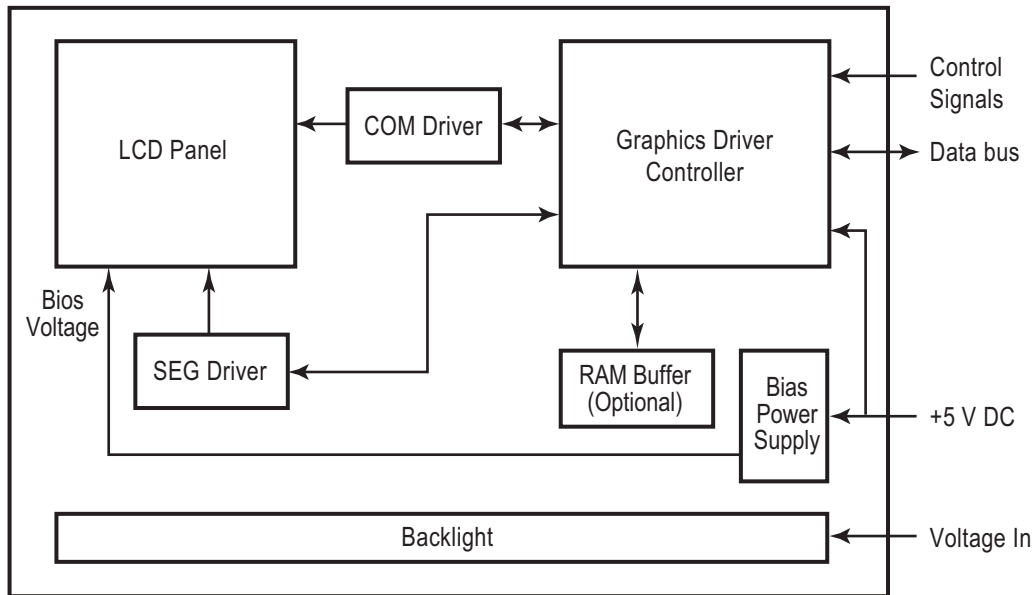 LCD Panel
COM Driver
Graphics Driver
Controller
Control
Signals
Data bus
Bios
Voltage
SEG Driver
RAM Buffer
(Optional)
Bias
Power
Supply
+5 V DC
Backlight
Voltage In